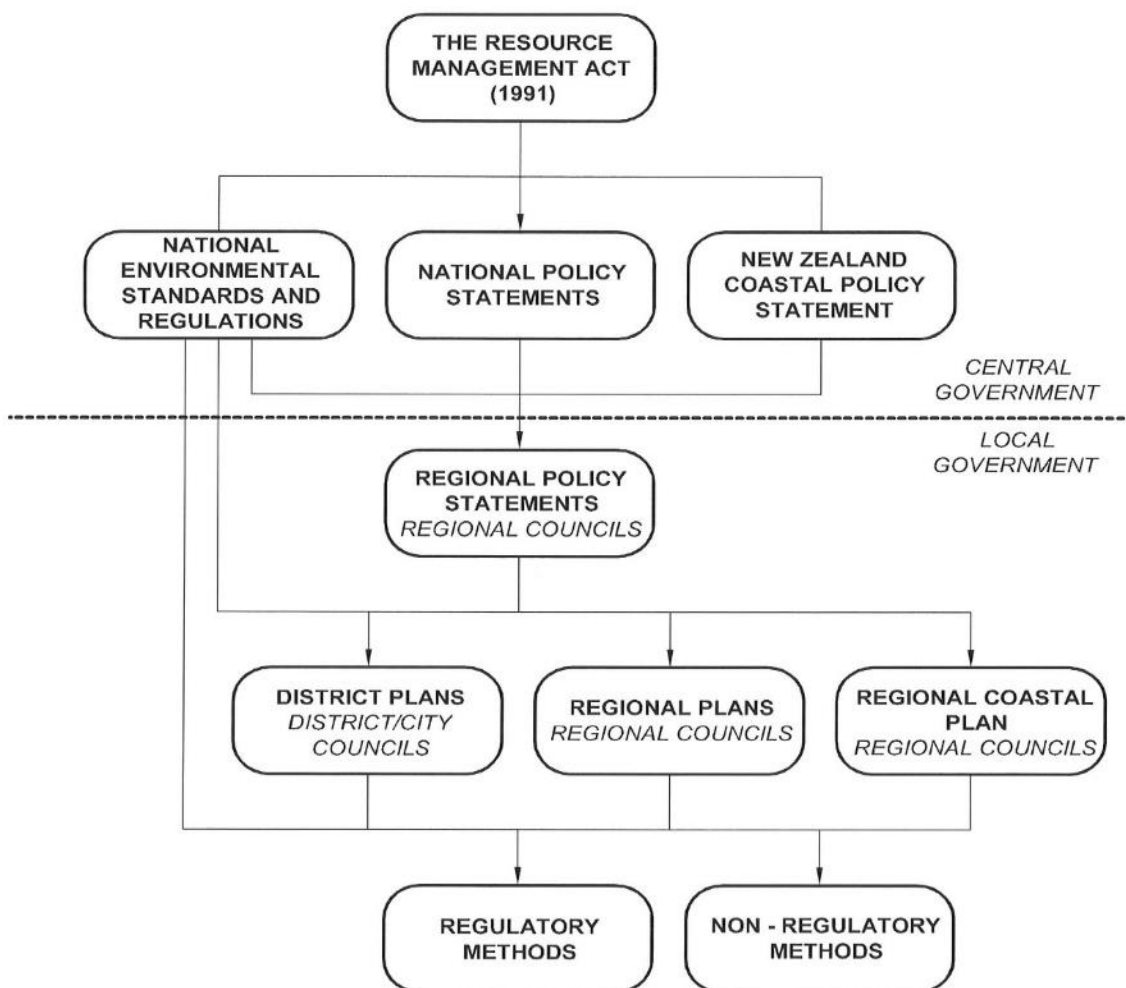 THE RESOURCE
MANAGEMENT ACT
(1991)
NATIONAL
ENVIRONMENTAL
STANDARDS AND
REGULATIONS
NATIONAL POLICY
STATEMENTS
NEW ZEALAND
COASTAL POLICY
STATEMENT
CENTRAL
GOVERNMENT
LOCAL
GOVERNMENT
REGIONAL POLICY
STATEMENTS
REGIONAL COUNCILS
DISTRICT PLANS
DISTRICT/CITY
COUNCILS
REGIONAL PLANS
REGIONAL COUNCILS
REGIONAL COASTAL
PLAN
REGIONAL COUNCILS
REGULATORY
METHODS
NON - REGULATORY
METHODS